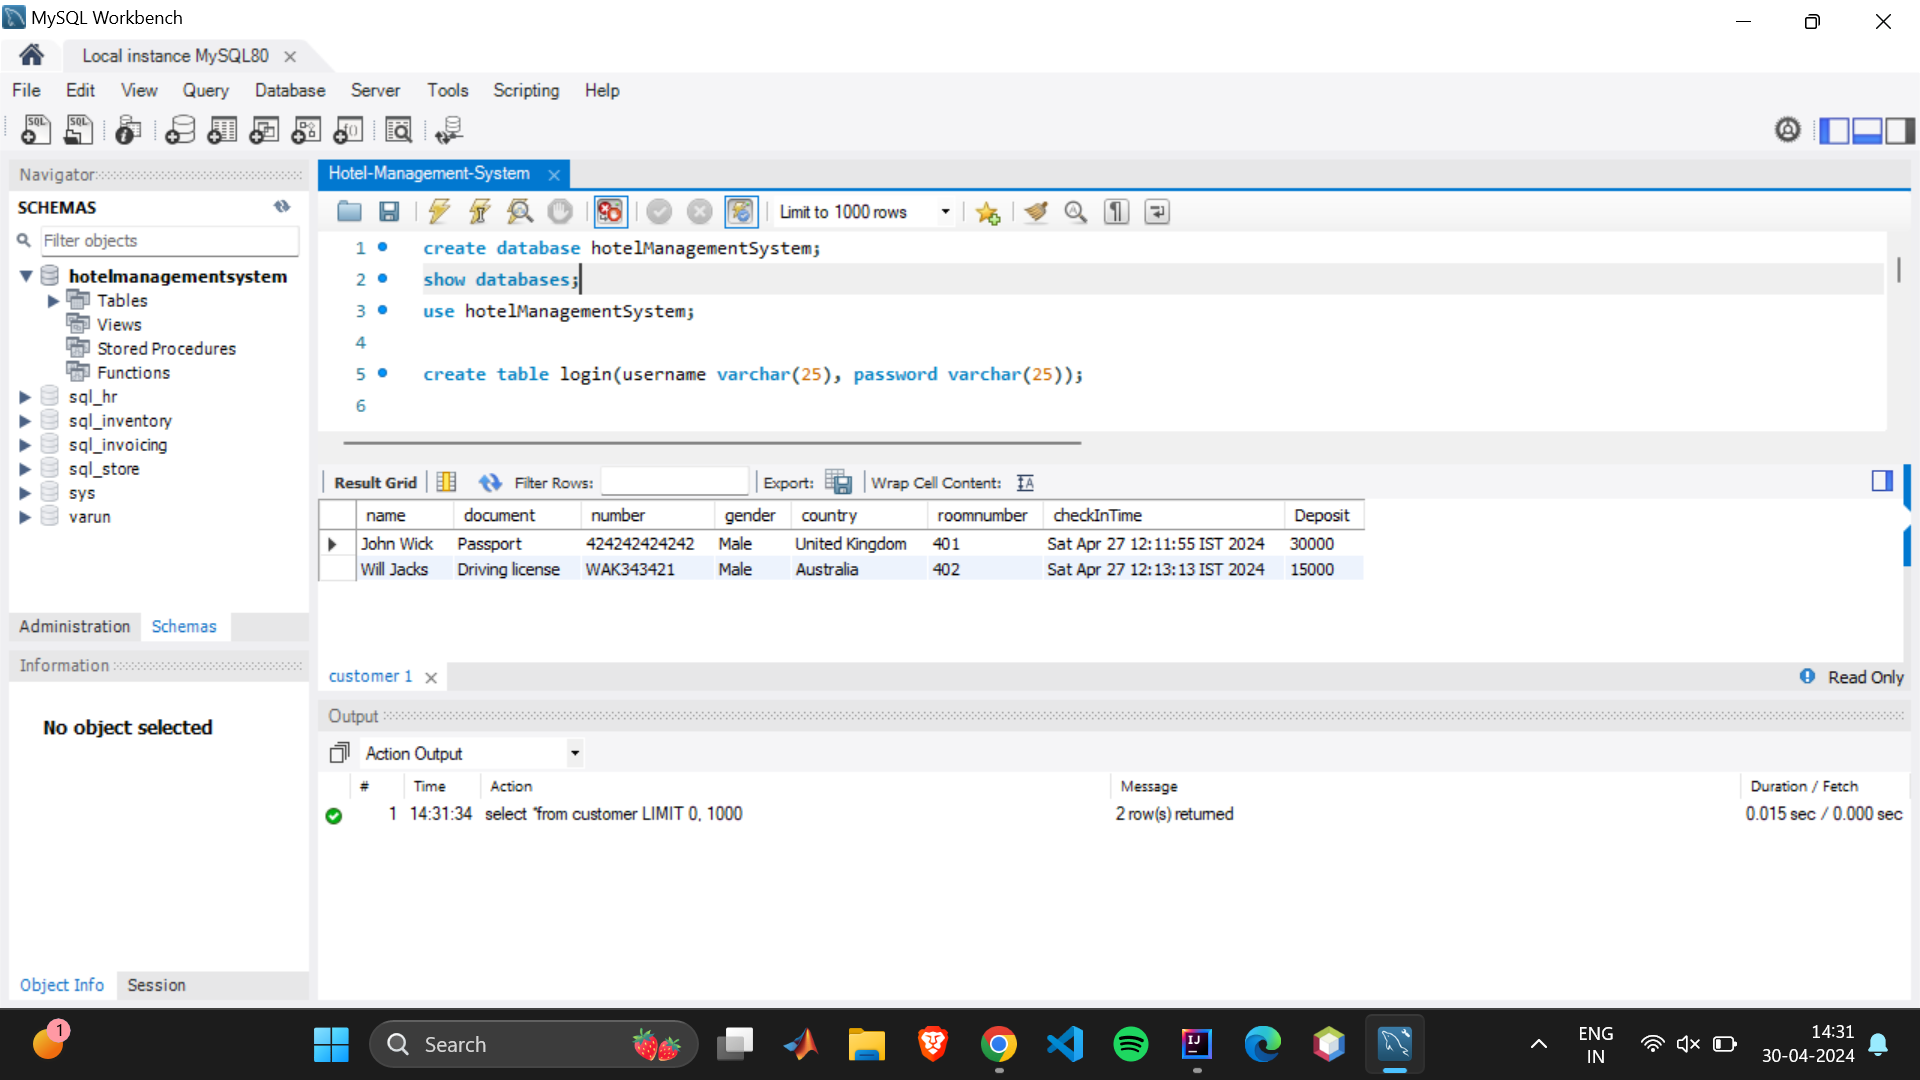 MySQL Workbench
Local instance MySQL80
File Edit View Query Database Server Tools Scripting Help
Navigator
SCHEMAS
Filter objects
hotelmanagementsystem
Tables
Views
Stored Procedures
Functions
sql_hr
sql_inventory
sql_invoicing
sql_store
sys
varun
Administration Schemas
Information
No object selected
Object Info Session
Hotel-Management-System
Limit to 1000 rows
1 create database hotelManagementSystem;
2 show databases;
3 use hotelManagementSystem;
4
5 create table login(username varchar(25), password varchar(25));
6
Result Grid Filter Rows: Export: Wrap Cell Content:
name document number gender country roomnumber checkInTime Deposit
John Wick Passport 424242424242 Male United Kingdom 401 Sat Apr 27 12:11:55 IST 2024 30000
Will Jacks Driving license WAK343421 Male Australia 402 Sat Apr 27 12:13:13 IST 2024 15000
customer 1 Read Only
Output
Action Output
# Time Action Message Duration / Fetch
1 14:31:34 select *from customer LIMIT 0, 1000 2 row(s) returned 0.015 sec / 0.000 sec
1
Search
ENG
IN
14:31
30-04-2024